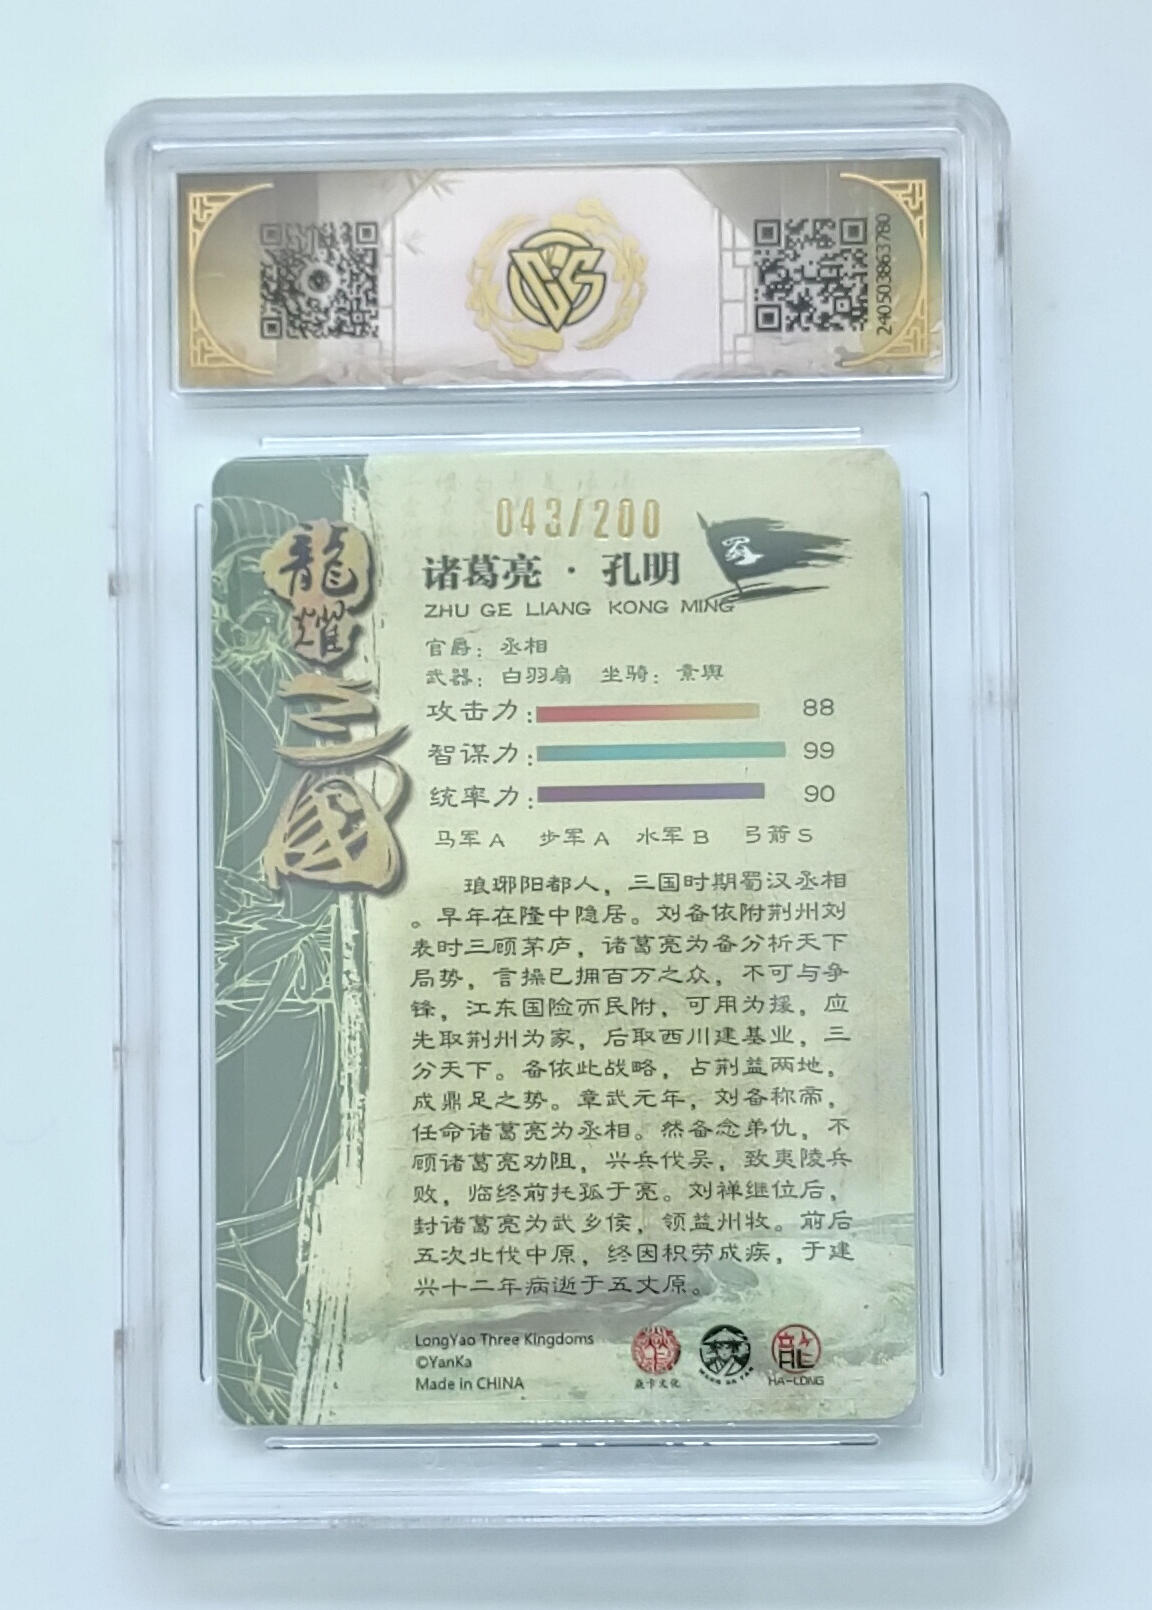 240503863780
043/200
龍耀三國
诸葛亮·孔明
蜀
ZHU GE LIANG KONG MING
官爵：丞相
武器：白羽扇 坐骑：素舆
攻击力： 88
智谋力： 99
统率力： 90
马军A 步军A 水军B 弓箭S
琅琊阳都人，三国时期蜀汉丞相
。早年在隆中隐居。刘备依附荆州刘
表时三顾茅庐，诸葛亮为备分析天下
局势，言操已拥百万之众，不可与争
锋，江东国险而民附，可用为援，应
先取荆州为家，后取西川建基业，三
分天下。备依此战略，占荆益两地，
成鼎足之势。章武元年，刘备称帝，
任命诸葛亮为丞相。然备念弟仇，不
顾诸葛亮劝阻，兴兵伐吴，致夷陵兵
败，临终前托孤于亮。刘禅继位后，
封诸葛亮为武乡侯，领益州牧。前后
五次北伐中原，终因积劳成疾，于建
兴十二年病逝于五丈原。
LongYao Three Kingdoms
©YanKa
Made in CHINA
焱卡文化
HA-LONG